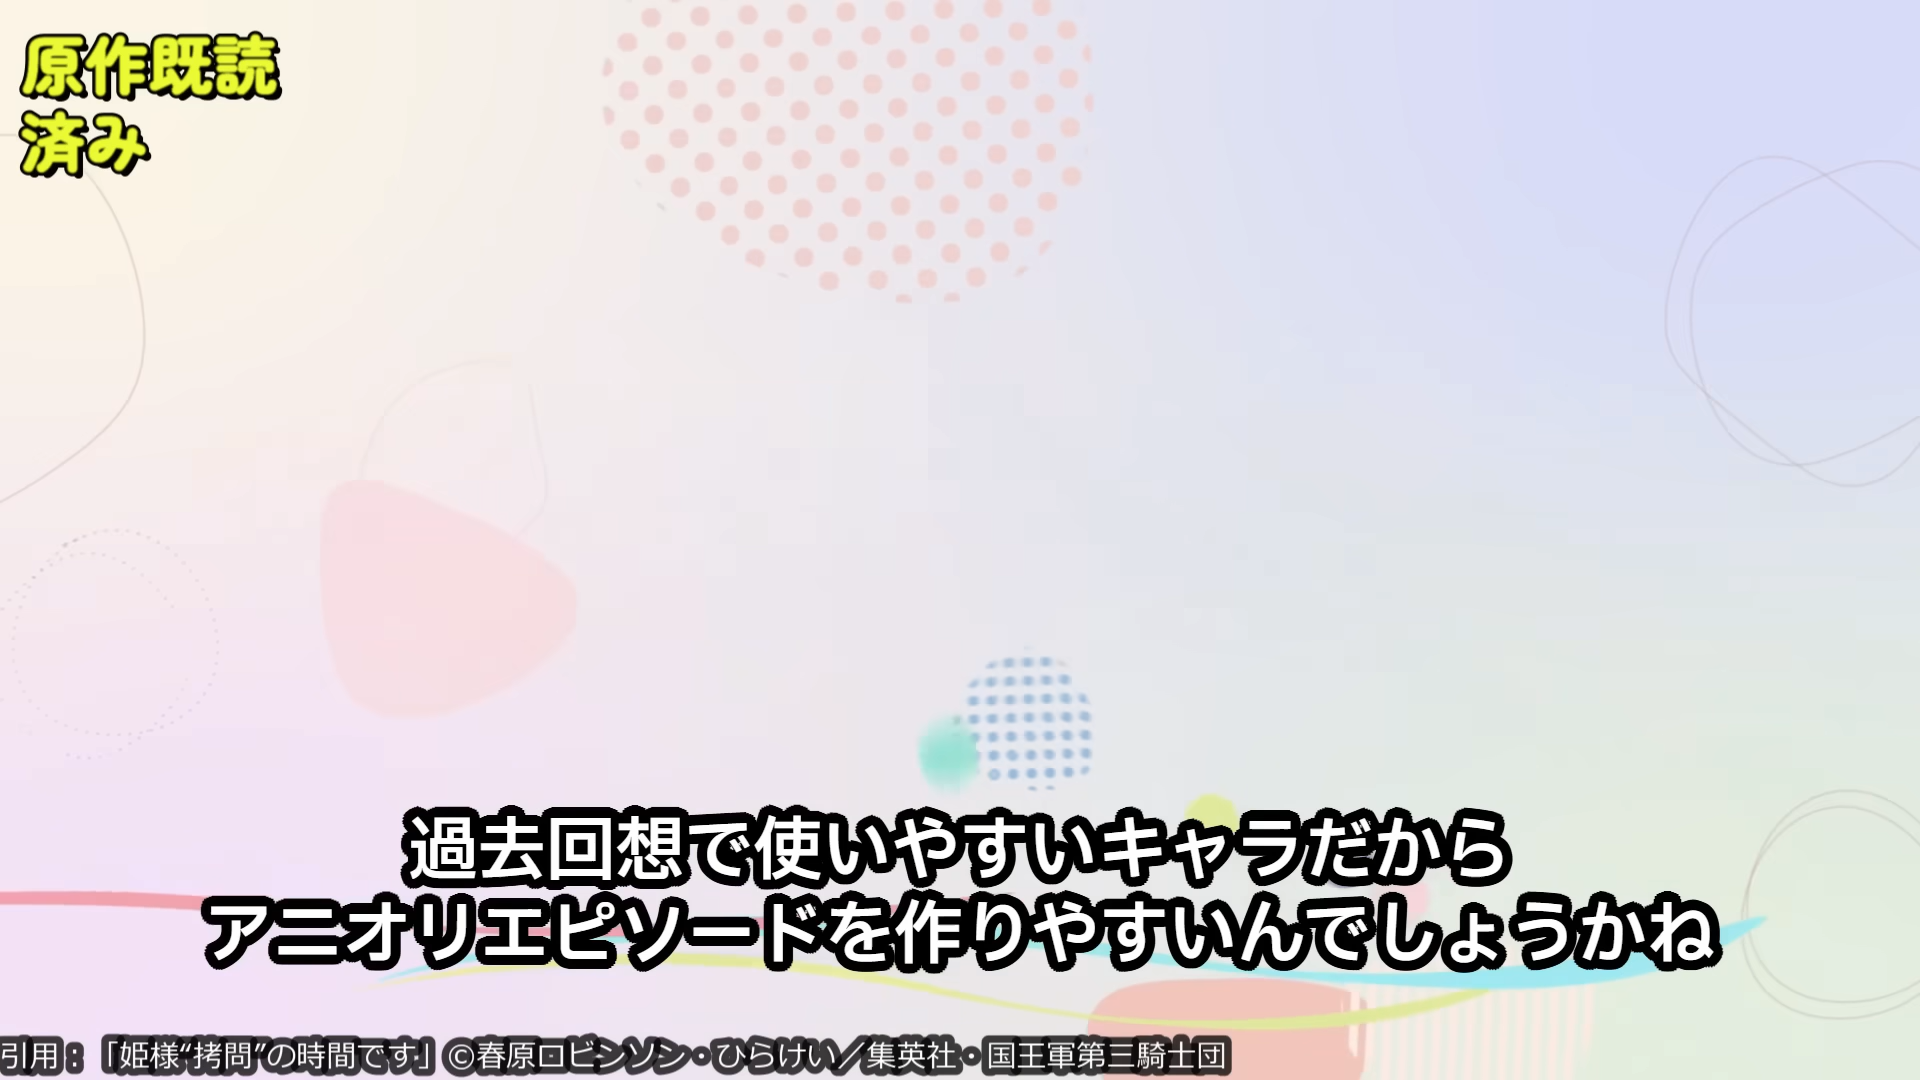 原作既読
済み
過去回想で使いやすいキャラだから
アニオリエピソードを作りやすいんでしょうかね
引用：「姫様“拷問”の時間です」©春原ロビンソン・ひらけい／集英社・国王軍第三騎士団